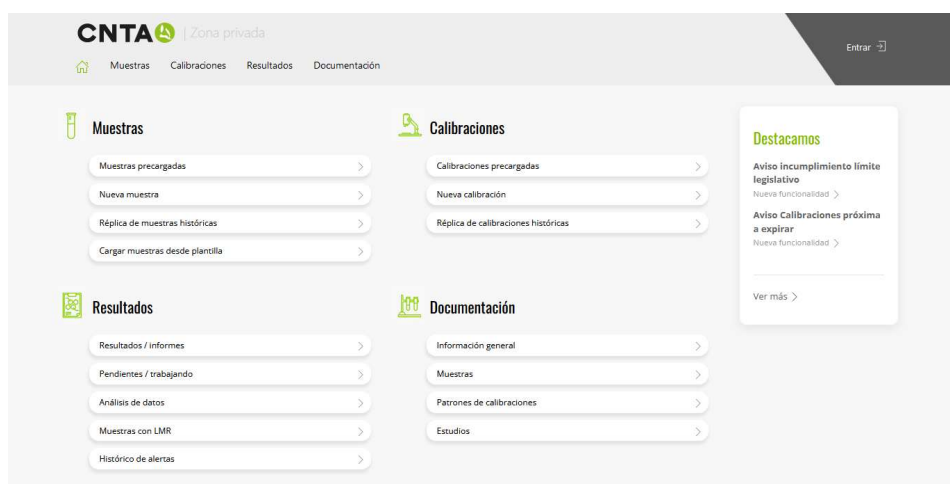 CNTA | Zona privada
Entrar
Muestras Calibraciones Resultados Documentación
Muestras
Muestras precargadas
Nueva muestra
Réplica de muestras históricas
Cargar muestras desde plantilla
Calibraciones
Calibraciones precargadas
Nueva calibración
Réplica de calibraciones históricas
Destacamos
Aviso incumplimiento límite
legislativo
Nueva funcionalidad
Aviso Calibraciones próxima
a expirar
Nueva funcionalidad
Ver más
Resultados
Resultados / informes
Pendientes / trabajando
Análisis de datos
Muestras con LMR
Histórico de alertas
Documentación
Información general
Muestras
Patrones de calibraciones
Estudios